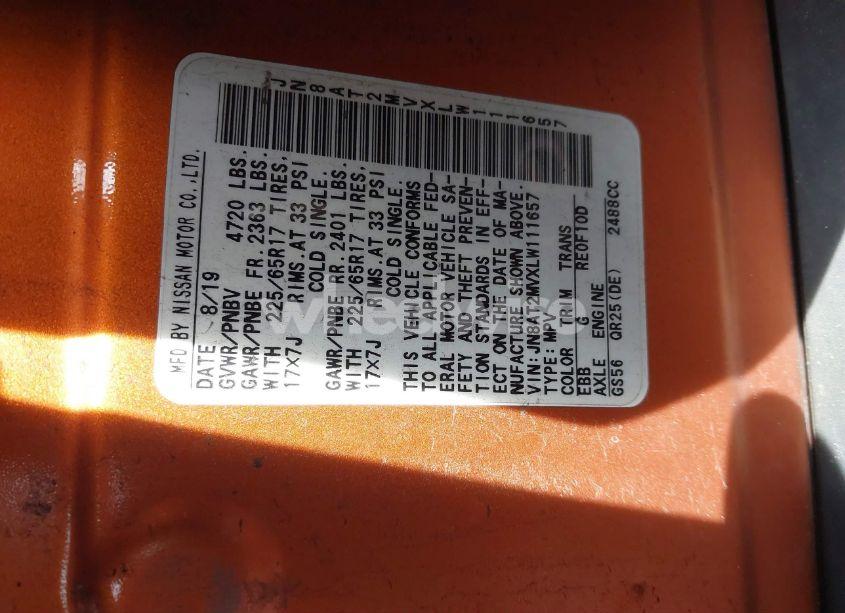 MFD BY NISSAN MOTOR CO.,LTD.
DATE 8/19
GVWR/PNBV 4720 LBS.
GAWR/PNBE FR. 2363 LBS.
WITH 225/65R17 TIRES,
17X7J RIMS.AT 33 PSI
COLD SINGLE.
GAWR/PNBE RR. 2401 LBS.
WITH 225/65R17 TIRES,
17X7J RIMS.AT 33 PSI
COLD SINGLE.
THIS VEHICLE CONFORMS
TO ALL APPLICABLE FED-
ERAL MOTOR VEHICLE SA-
FETY AND THEFT PREVEN-
TION STANDARDS IN EFF-
ECT ON THE DATE OF MA-
NUFACTURE SHOWN ABOVE.
VIN:JN8AT2MVXLW111657
TYPE:MPV
COLOR TRIM TRANS
EBB G RE0F10D
AXLE ENGINE
GS56 QR25(DE) 2488CC
JN8AT2MVXLW111657